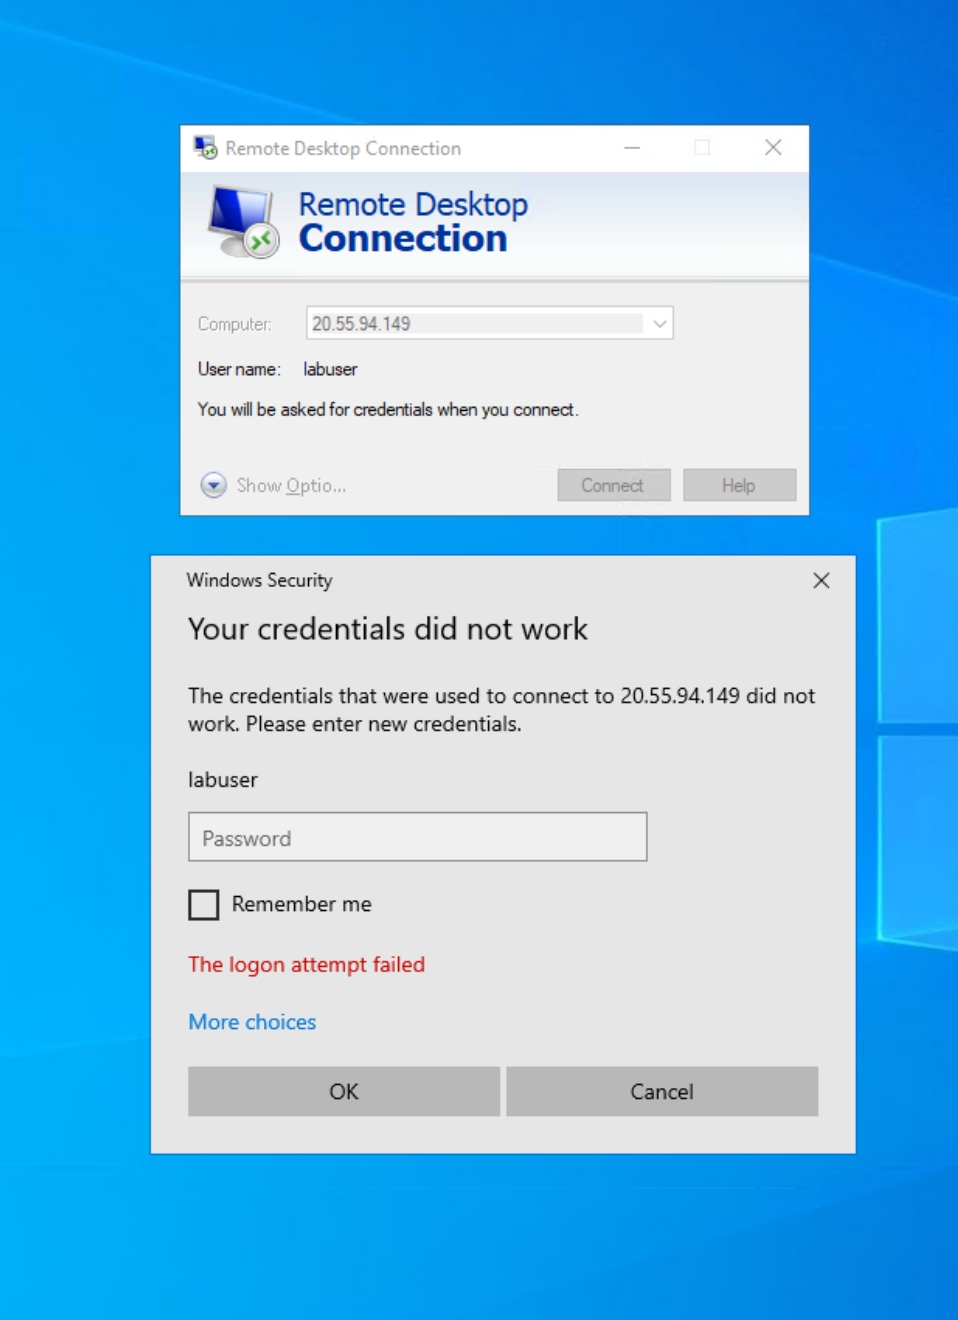 Remote Desktop Connection
Remote Desktop
Connection
Computer: 20.55.94.149
User name: labuser
You will be asked for credentials when you connect.
Show Optio... Connect Help
Windows Security
Your credentials did not work
The credentials that were used to connect to 20.55.94.149 did not
work. Please enter new credentials.
labuser
Password
Remember me
The logon attempt failed
More choices
OK Cancel